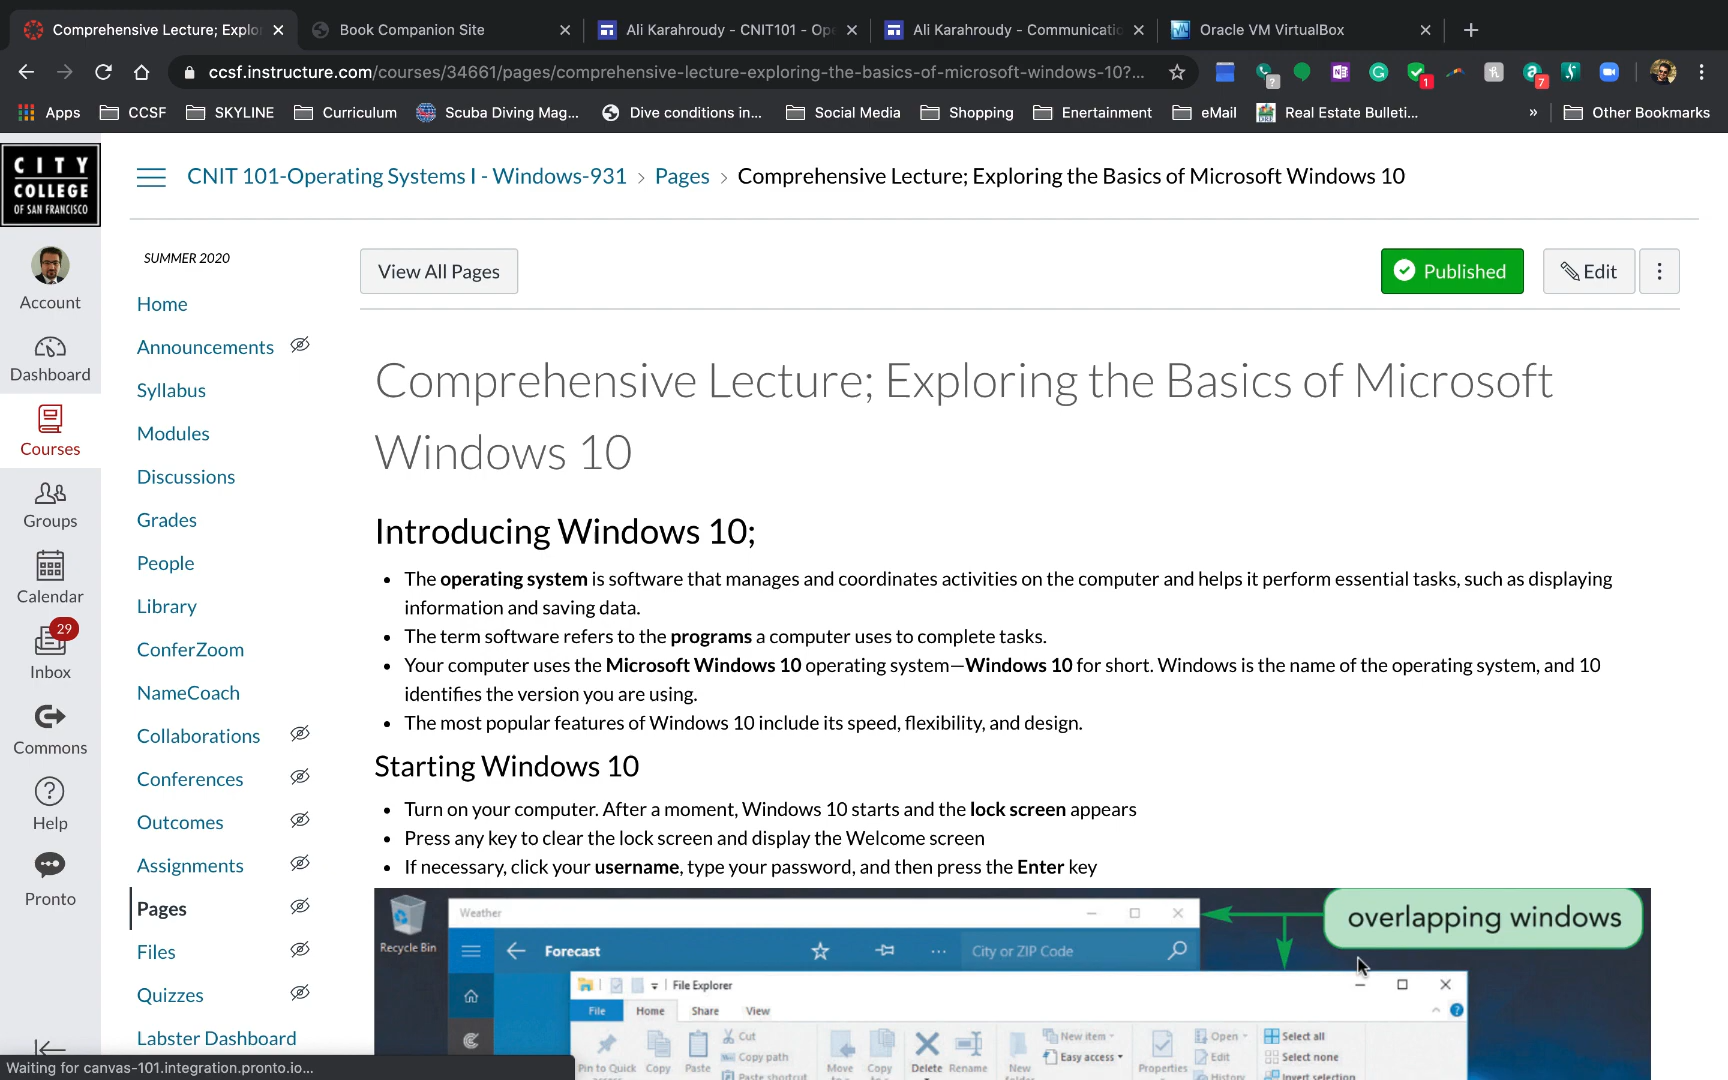 Comprehensive Lecture; Explo
Book Companion Site
Ali Karahroudy - CNIT101 - Ope
Ali Karahroudy - Communicatio
Oracle VM VirtualBox
ccsf.instructure.com/courses/34661/pages/comprehensive-lecture-exploring-the-basics-of-microsoft-windows-10?...
Apps
CCSF
SKYLINE
Curriculum
Scuba Diving Mag...
Dive conditions in...
Social Media
Shopping
Enertainment
eMail
Real Estate Bulleti...
»
Other Bookmarks
CITY
COLLEGE
OF SAN FRANCISCO
CNIT 101-Operating Systems I - Windows-931 > Pages > Comprehensive Lecture; Exploring the Basics of Microsoft Windows 10
Account
Dashboard
Courses
Groups
Calendar
29
Inbox
Commons
Help
Pronto
SUMMER 2020
Home
Announcements
Syllabus
Modules
Discussions
Grades
People
Library
ConferZoom
NameCoach
Collaborations
Conferences
Outcomes
Assignments
Pages
Files
Quizzes
Labster Dashboard
View All Pages
Published
Edit
Comprehensive Lecture; Exploring the Basics of Microsoft
Windows 10
Introducing Windows 10;
• The operating system is software that manages and coordinates activities on the computer and helps it perform essential tasks, such as displaying
information and saving data.
• The term software refers to the programs a computer uses to complete tasks.
• Your computer uses the Microsoft Windows 10 operating system—Windows 10 for short. Windows is the name of the operating system, and 10
identifies the version you are using.
• The most popular features of Windows 10 include its speed, flexibility, and design.
Starting Windows 10
• Turn on your computer. After a moment, Windows 10 starts and the lock screen appears
• Press any key to clear the lock screen and display the Welcome screen
• If necessary, click your username, type your password, and then press the Enter key
Recycle Bin
Weather
overlapping windows
Forecast
City or ZIP Code
File Explorer
File
Home
Share
View
Pin to Quick
Copy
Paste
Cut
Copy path
Paste shortcut
Move
Copy
Delete
Rename
New
New item
Easy access
Properties
Open
Edit
History
Select all
Select none
Invert selection
Waiting for canvas-101.integration.pronto.io...